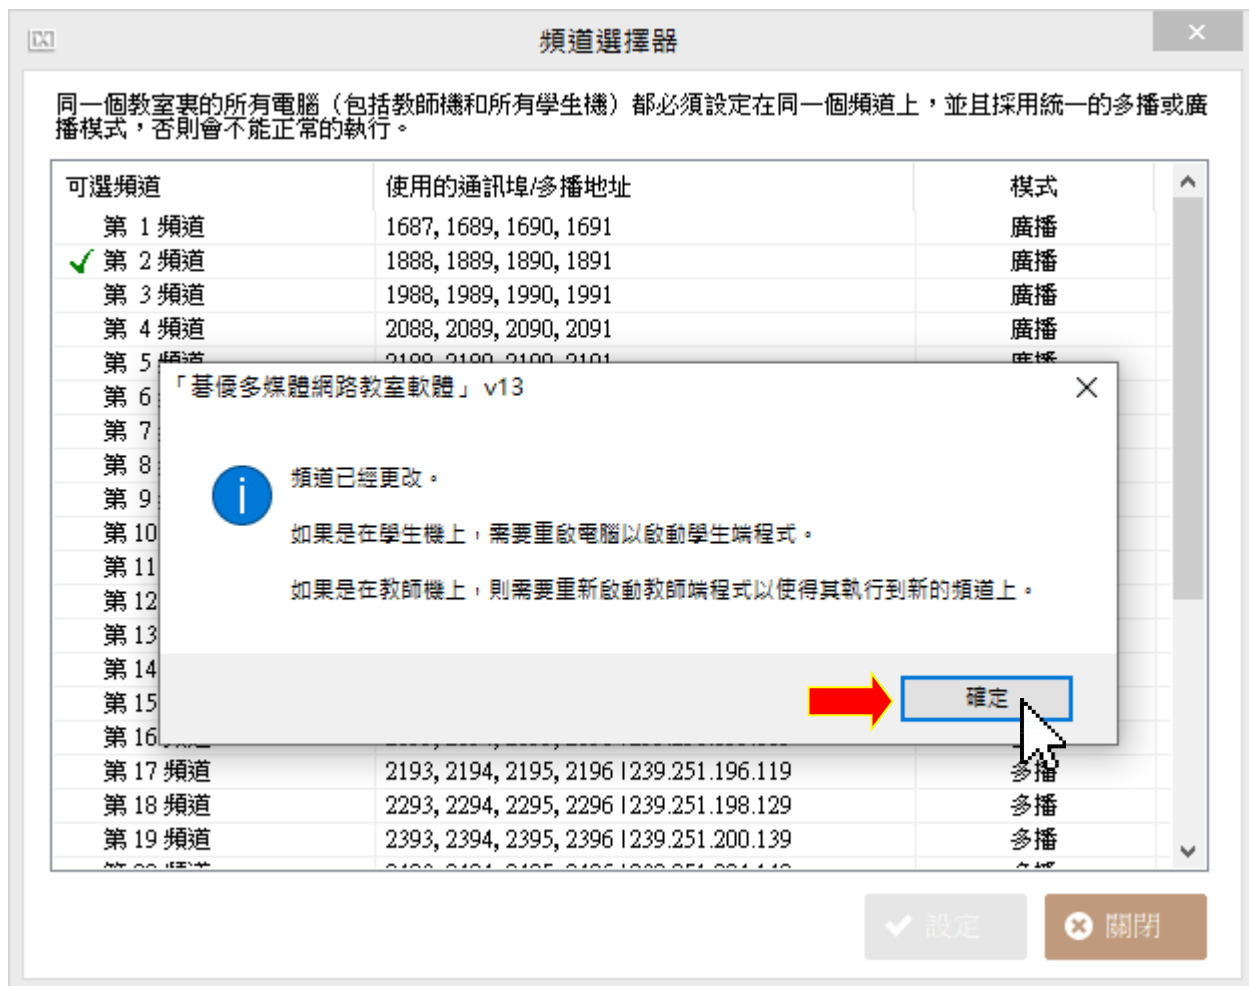 頻道選擇器
同一個教室裏的所有電腦（包括教師機和所有學生機）都必須設定在同一個頻道上，並且採用統一的多播或廣
播模式，否則會不能正常的執行。
可選頻道 使用的通訊埠/多播地址 模式
第 1 頻道 1687, 1689, 1690, 1691 廣播
第 2 頻道 1888, 1889, 1890, 1891 廣播
第 3 頻道 1988, 1989, 1990, 1991 廣播
第 4 頻道 2088, 2089, 2090, 2091 廣播
第 5
第 6
第 7
第 8
第 9
第 10
第 11
第 12
第 13
第 14
第 15
第 16
「碁優多媒體網路教室軟體」 v13
頻道已經更改。
如果是在學生機上，需要重啟電腦以啟動學生端程式。
如果是在教師機上，則需要重新啟動教師端程式以使得其執行到新的頻道上。
確定
第 17 頻道 2193, 2194, 2195, 2196 | 239.251.196.119 多播
第 18 頻道 2293, 2294, 2295, 2296 | 239.251.198.129 多播
第 19 頻道 2393, 2394, 2395, 2396 | 239.251.200.139 多播
設定
關閉